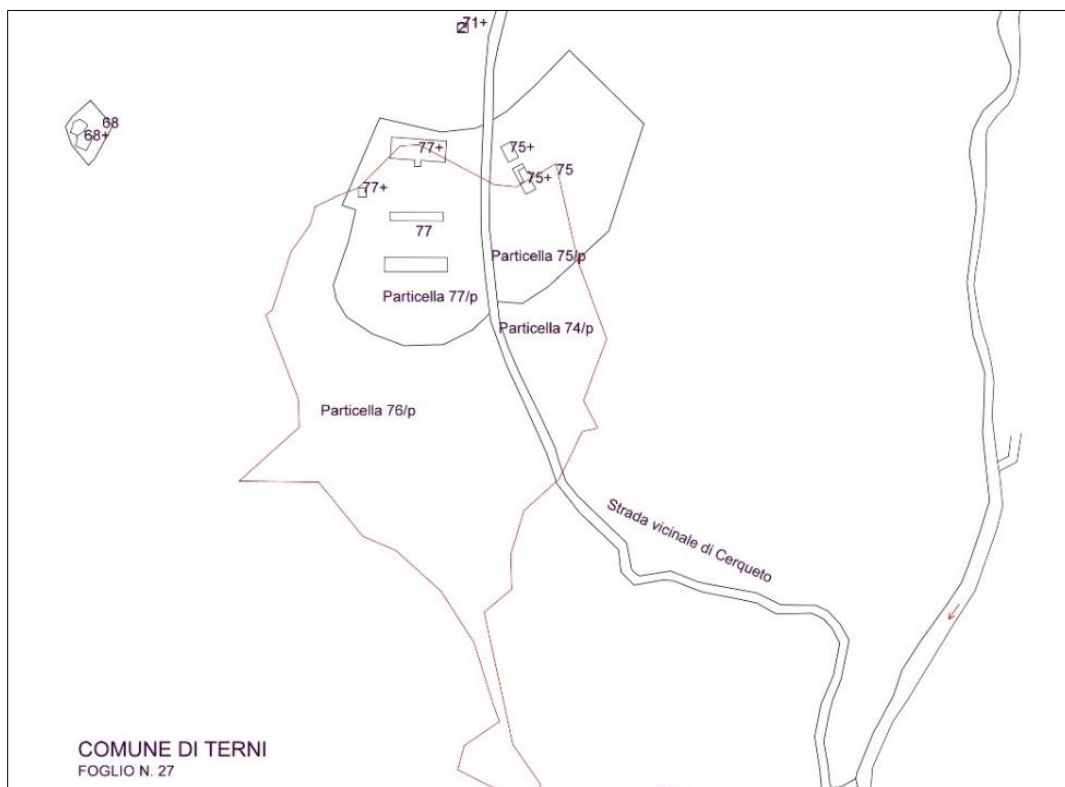 71+
68
68+
77+
75+
75
75+
77+
77
Particella 75/p
Particella 77/p
Particella 74/p
Particella 76/p
Strada vicinale di Cerqueto
COMUNE DI TERNI
FOGLIO N. 27